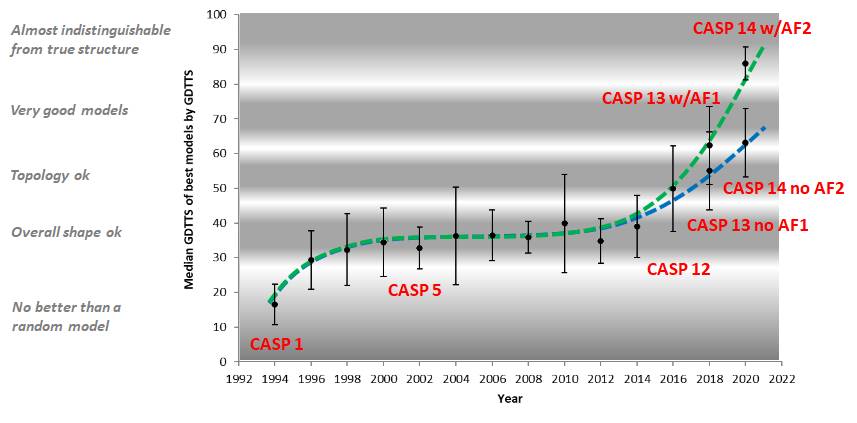 Almost indistinguishable
from true structure
Very good models
Topology ok
Overall shape ok
No better than a
random model
Median GDTTS of best models by GDTTS
100
90
80
70
60
50
40
30
20
10
0
CASP 14 w/AF2
CASP 13 w/AF1
CASP 14 no AF2
CASP 13 no AF1
CASP 12
CASP 5
CASP 1
1992 1994 1996 1998 2000 2002 2004 2006 2008 2010 2012 2014 2016 2018 2020 2022
Year